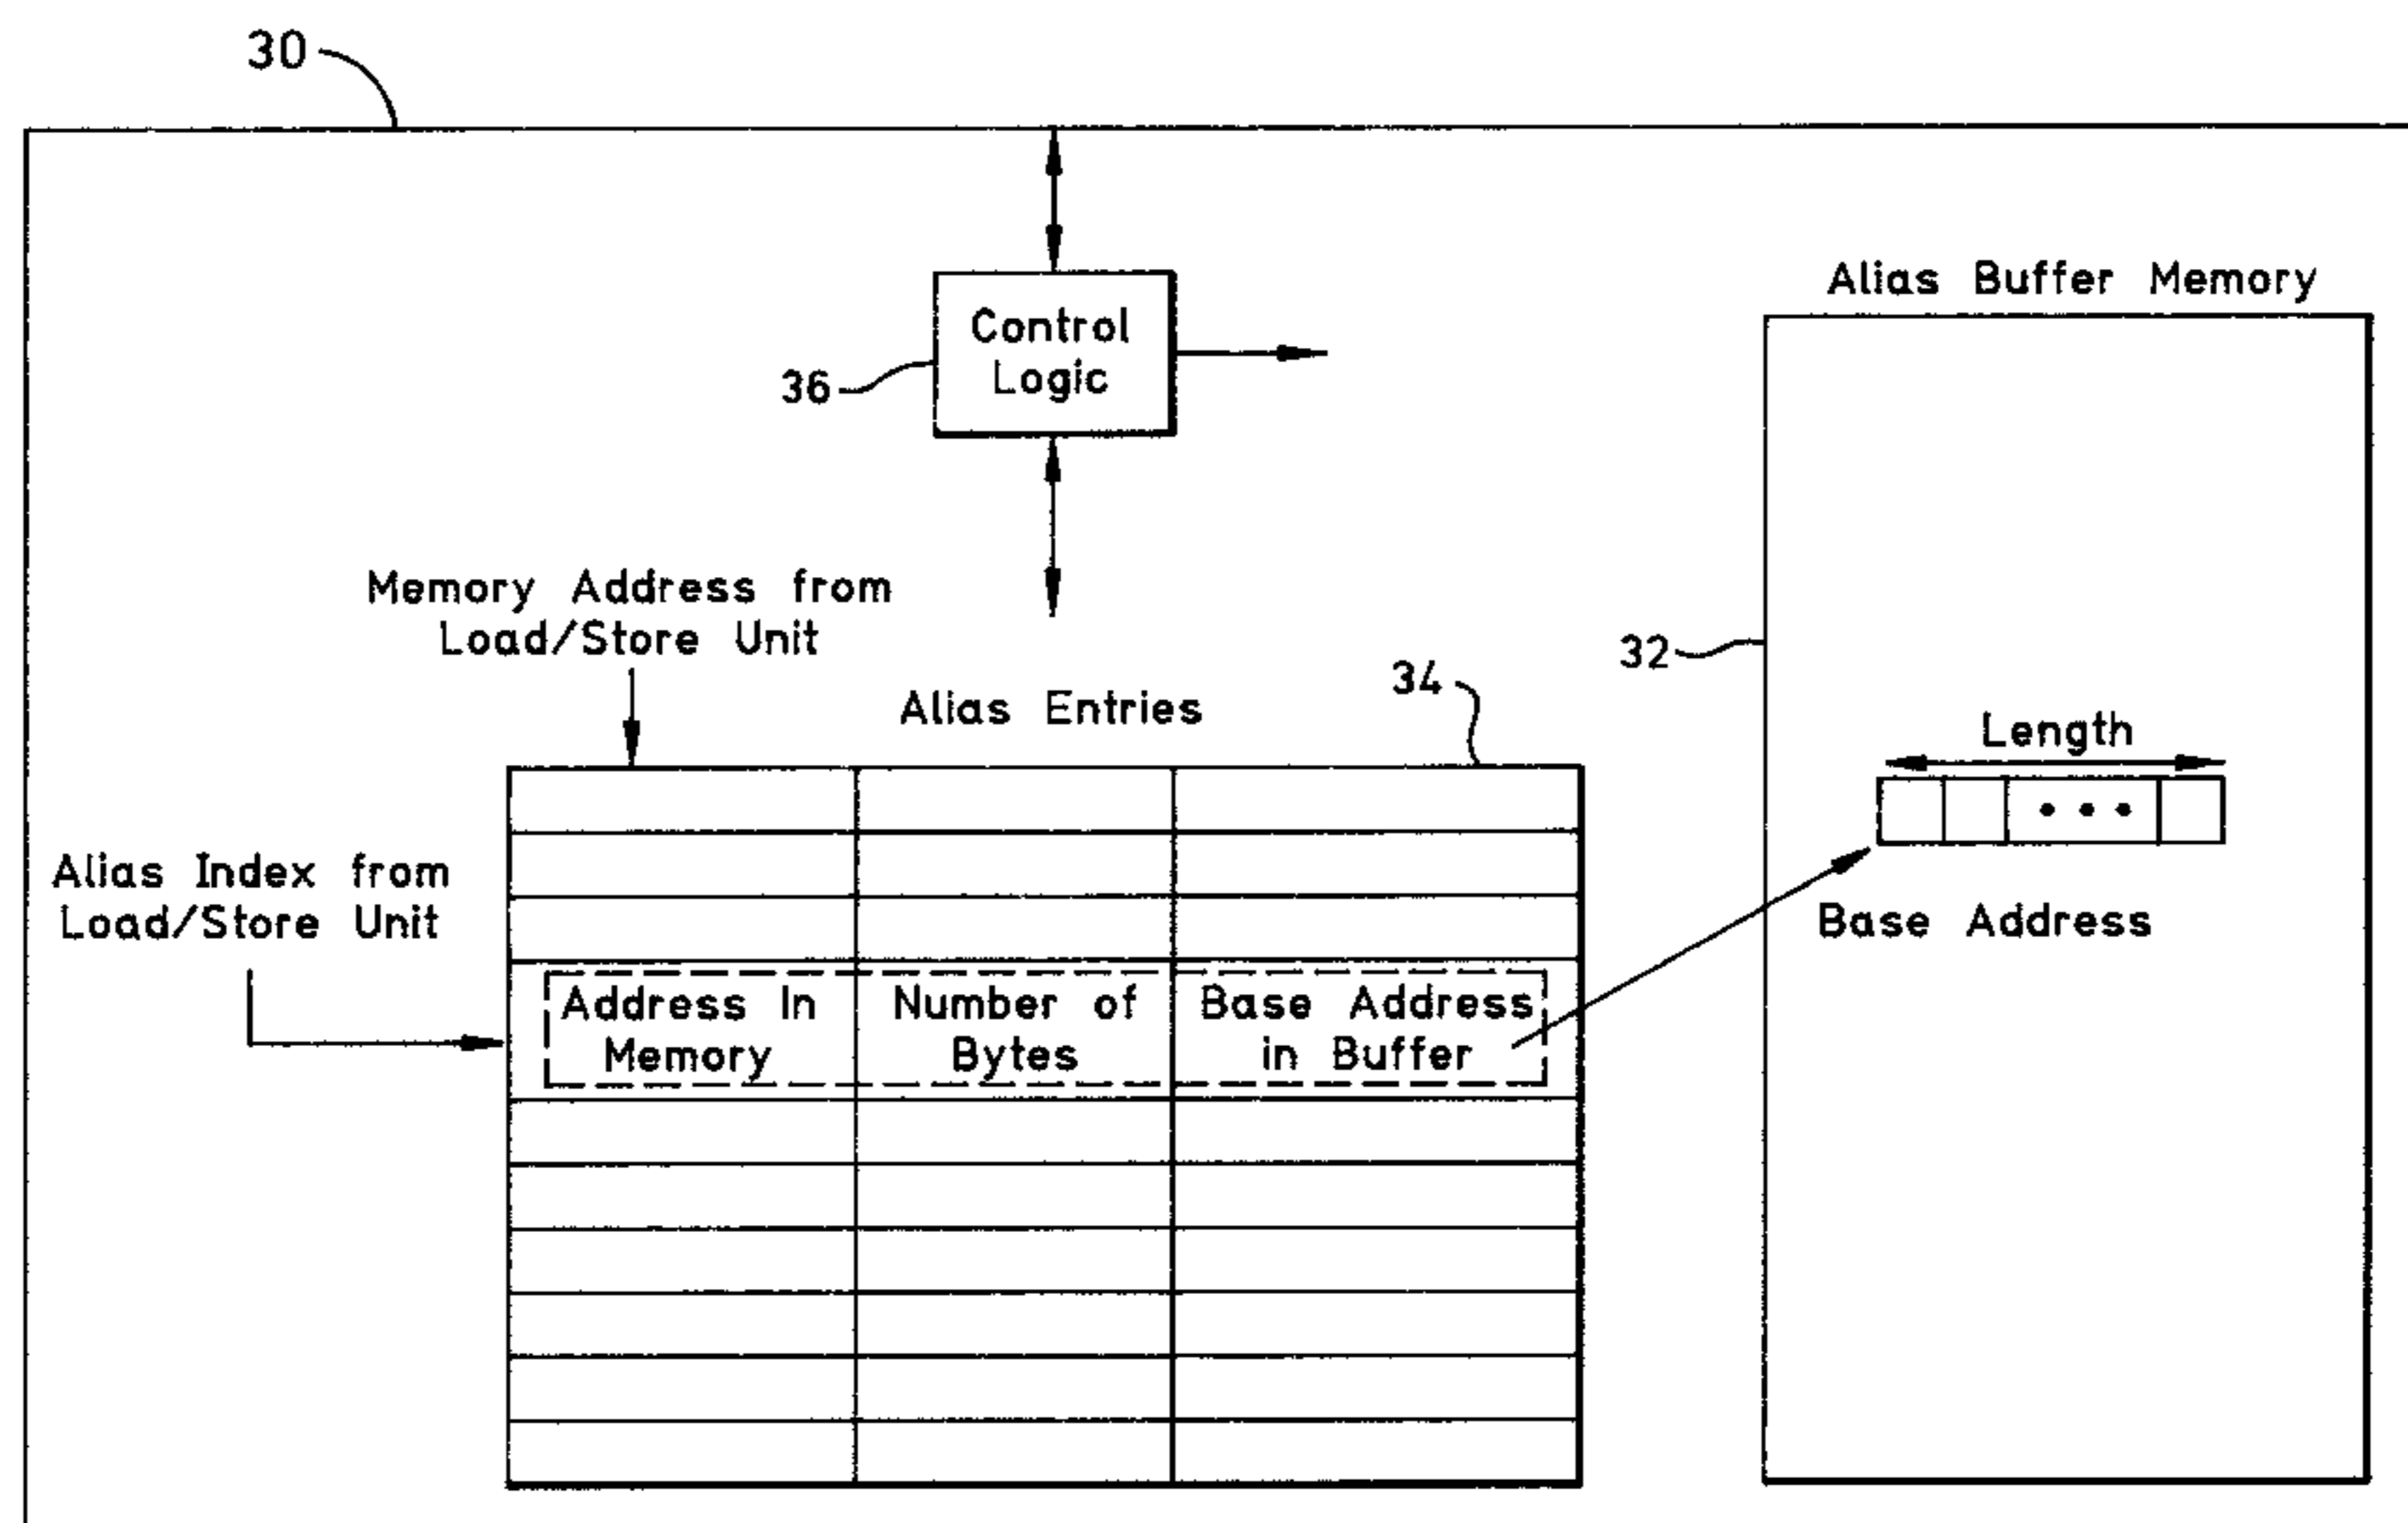 30
Control
Logic
36
Alias Buffer Memory
Memory Address from
Load/Store Unit
32
34
Alias Entries
Length
Alias Index from
Load/Store Unit
Base Address
Address In
Memory
Number of
Bytes
Base Address
in Buffer